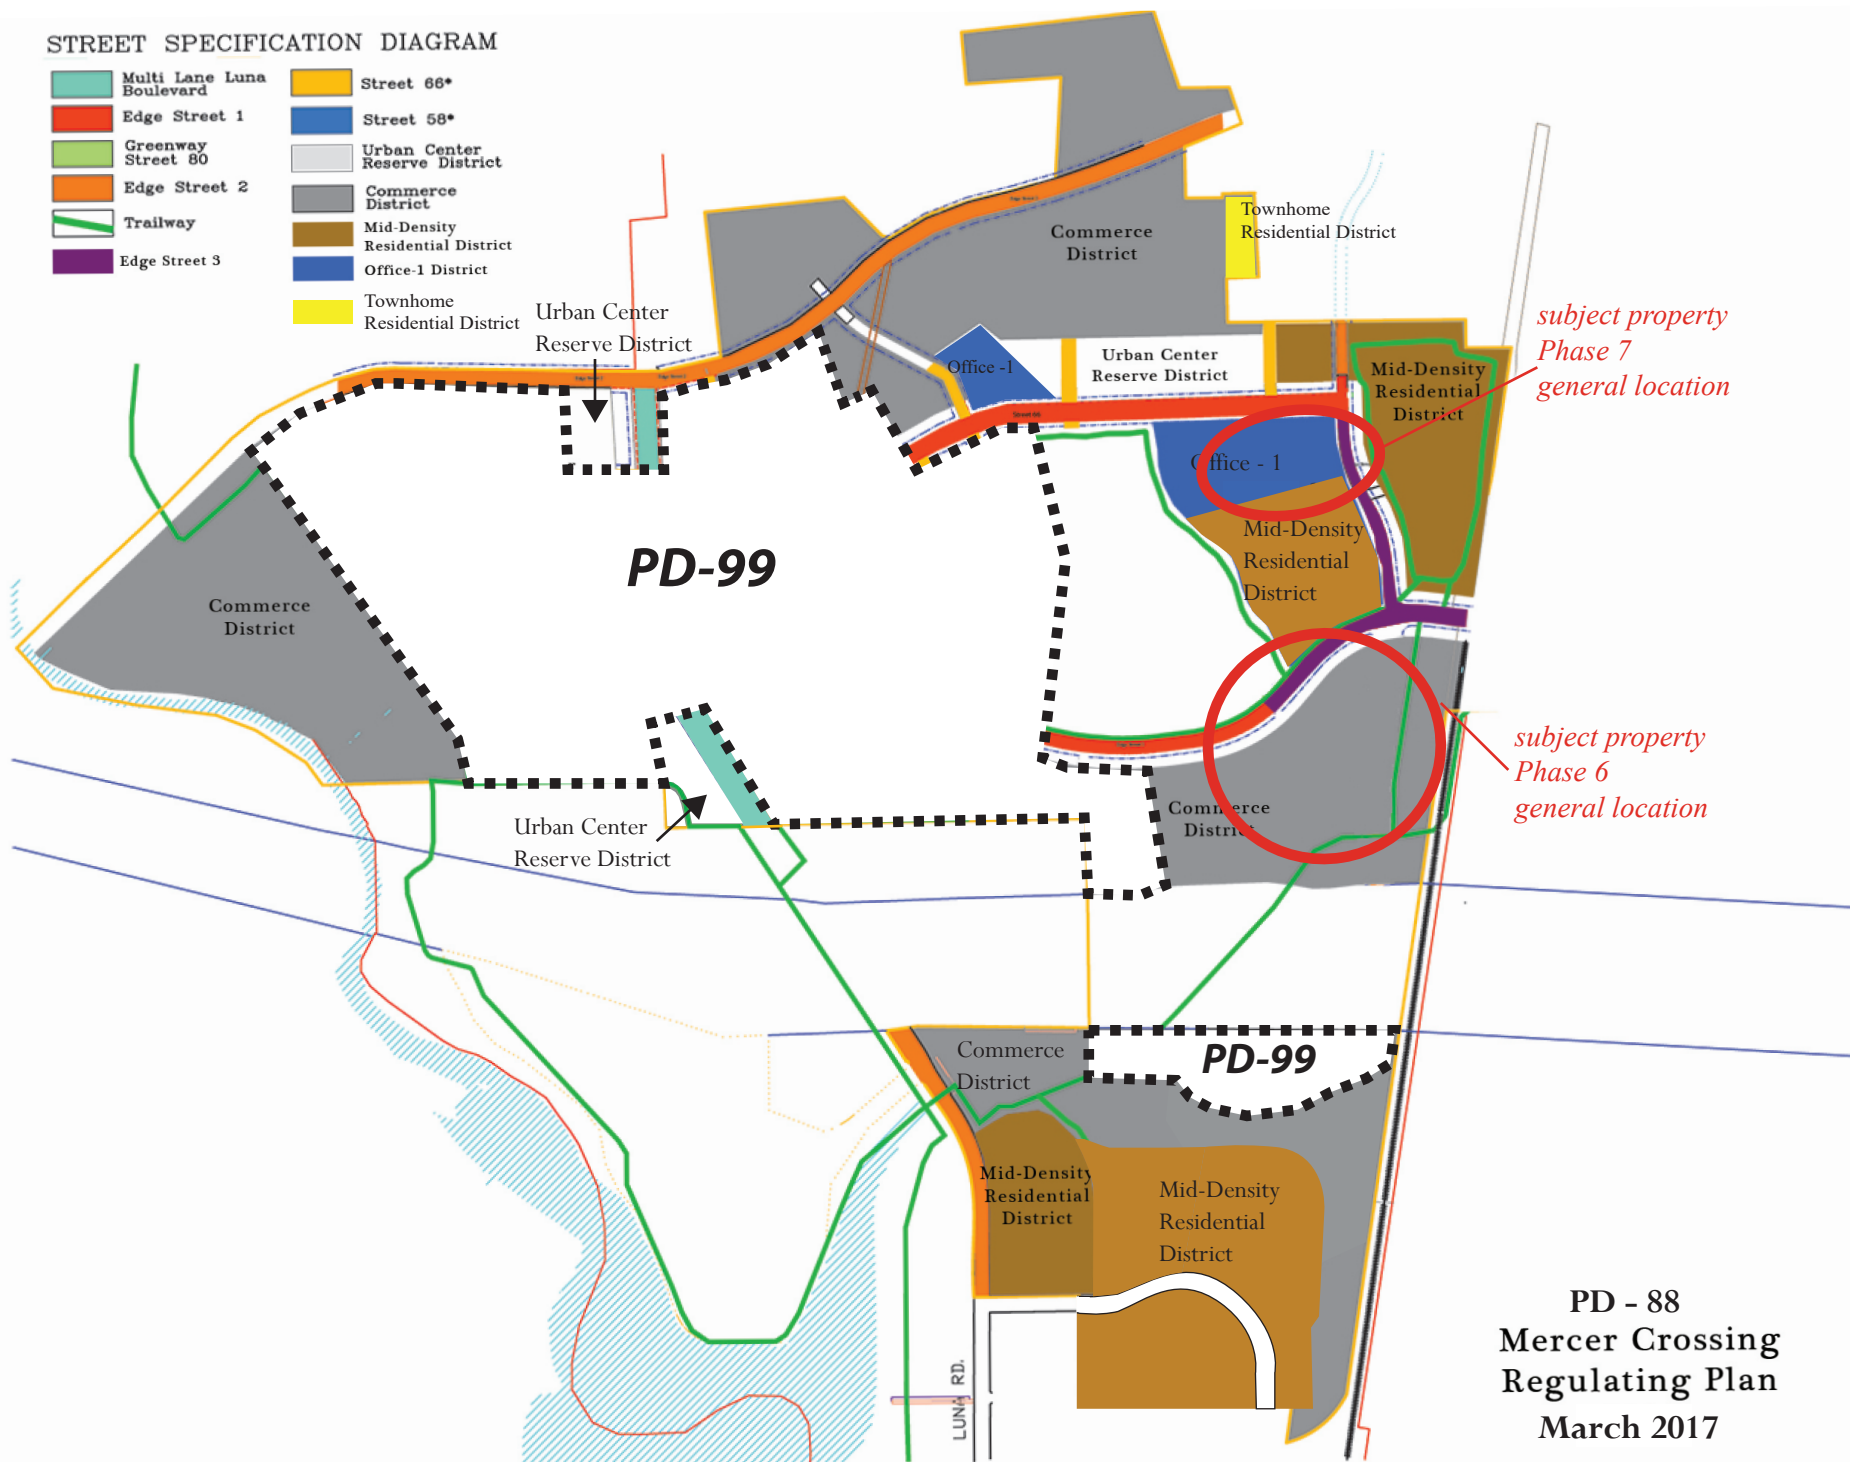 STREET SPECIFICATION DIAGRAM
Multi Lane Luna
Boulevard
Edge Street 1
Greenway
Street 80
Edge Street 2
Trailway
Edge Street 3
Street 66*
Street 58*
Urban Center
Reserve District
Commerce
District
Mid-Density
Residential District
Office-1 District
Townhome
Residential District
Urban Center
Reserve District
Commerce
District
Townhome
Residential District
Office -1
Urban Center
Reserve District
Street 66
Mid-Density
Residential
District
subject property
Phase 7
general location
Office - 1
Mid-Density
Residential
District
PD-99
Commerce
District
subject property
Phase 6
general location
Commerce
District
Urban Center
Reserve District
Commerce
District
PD-99
Mid-Density
Residential
District
Mid-Density
Residential
District
LUNA RD.
PD - 88
Mercer Crossing
Regulating Plan
March 2017